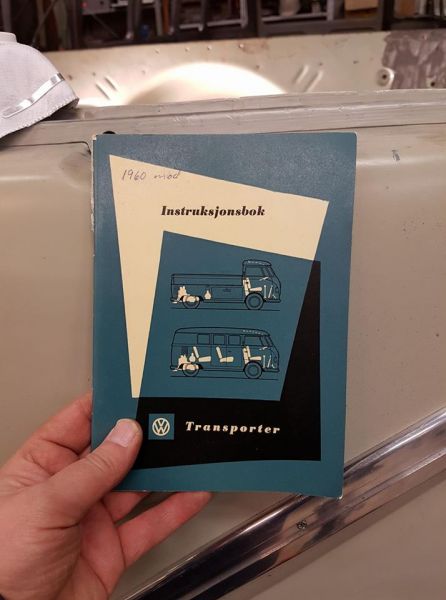 1960 mod
Instruksjonsbok
VW
Transporter